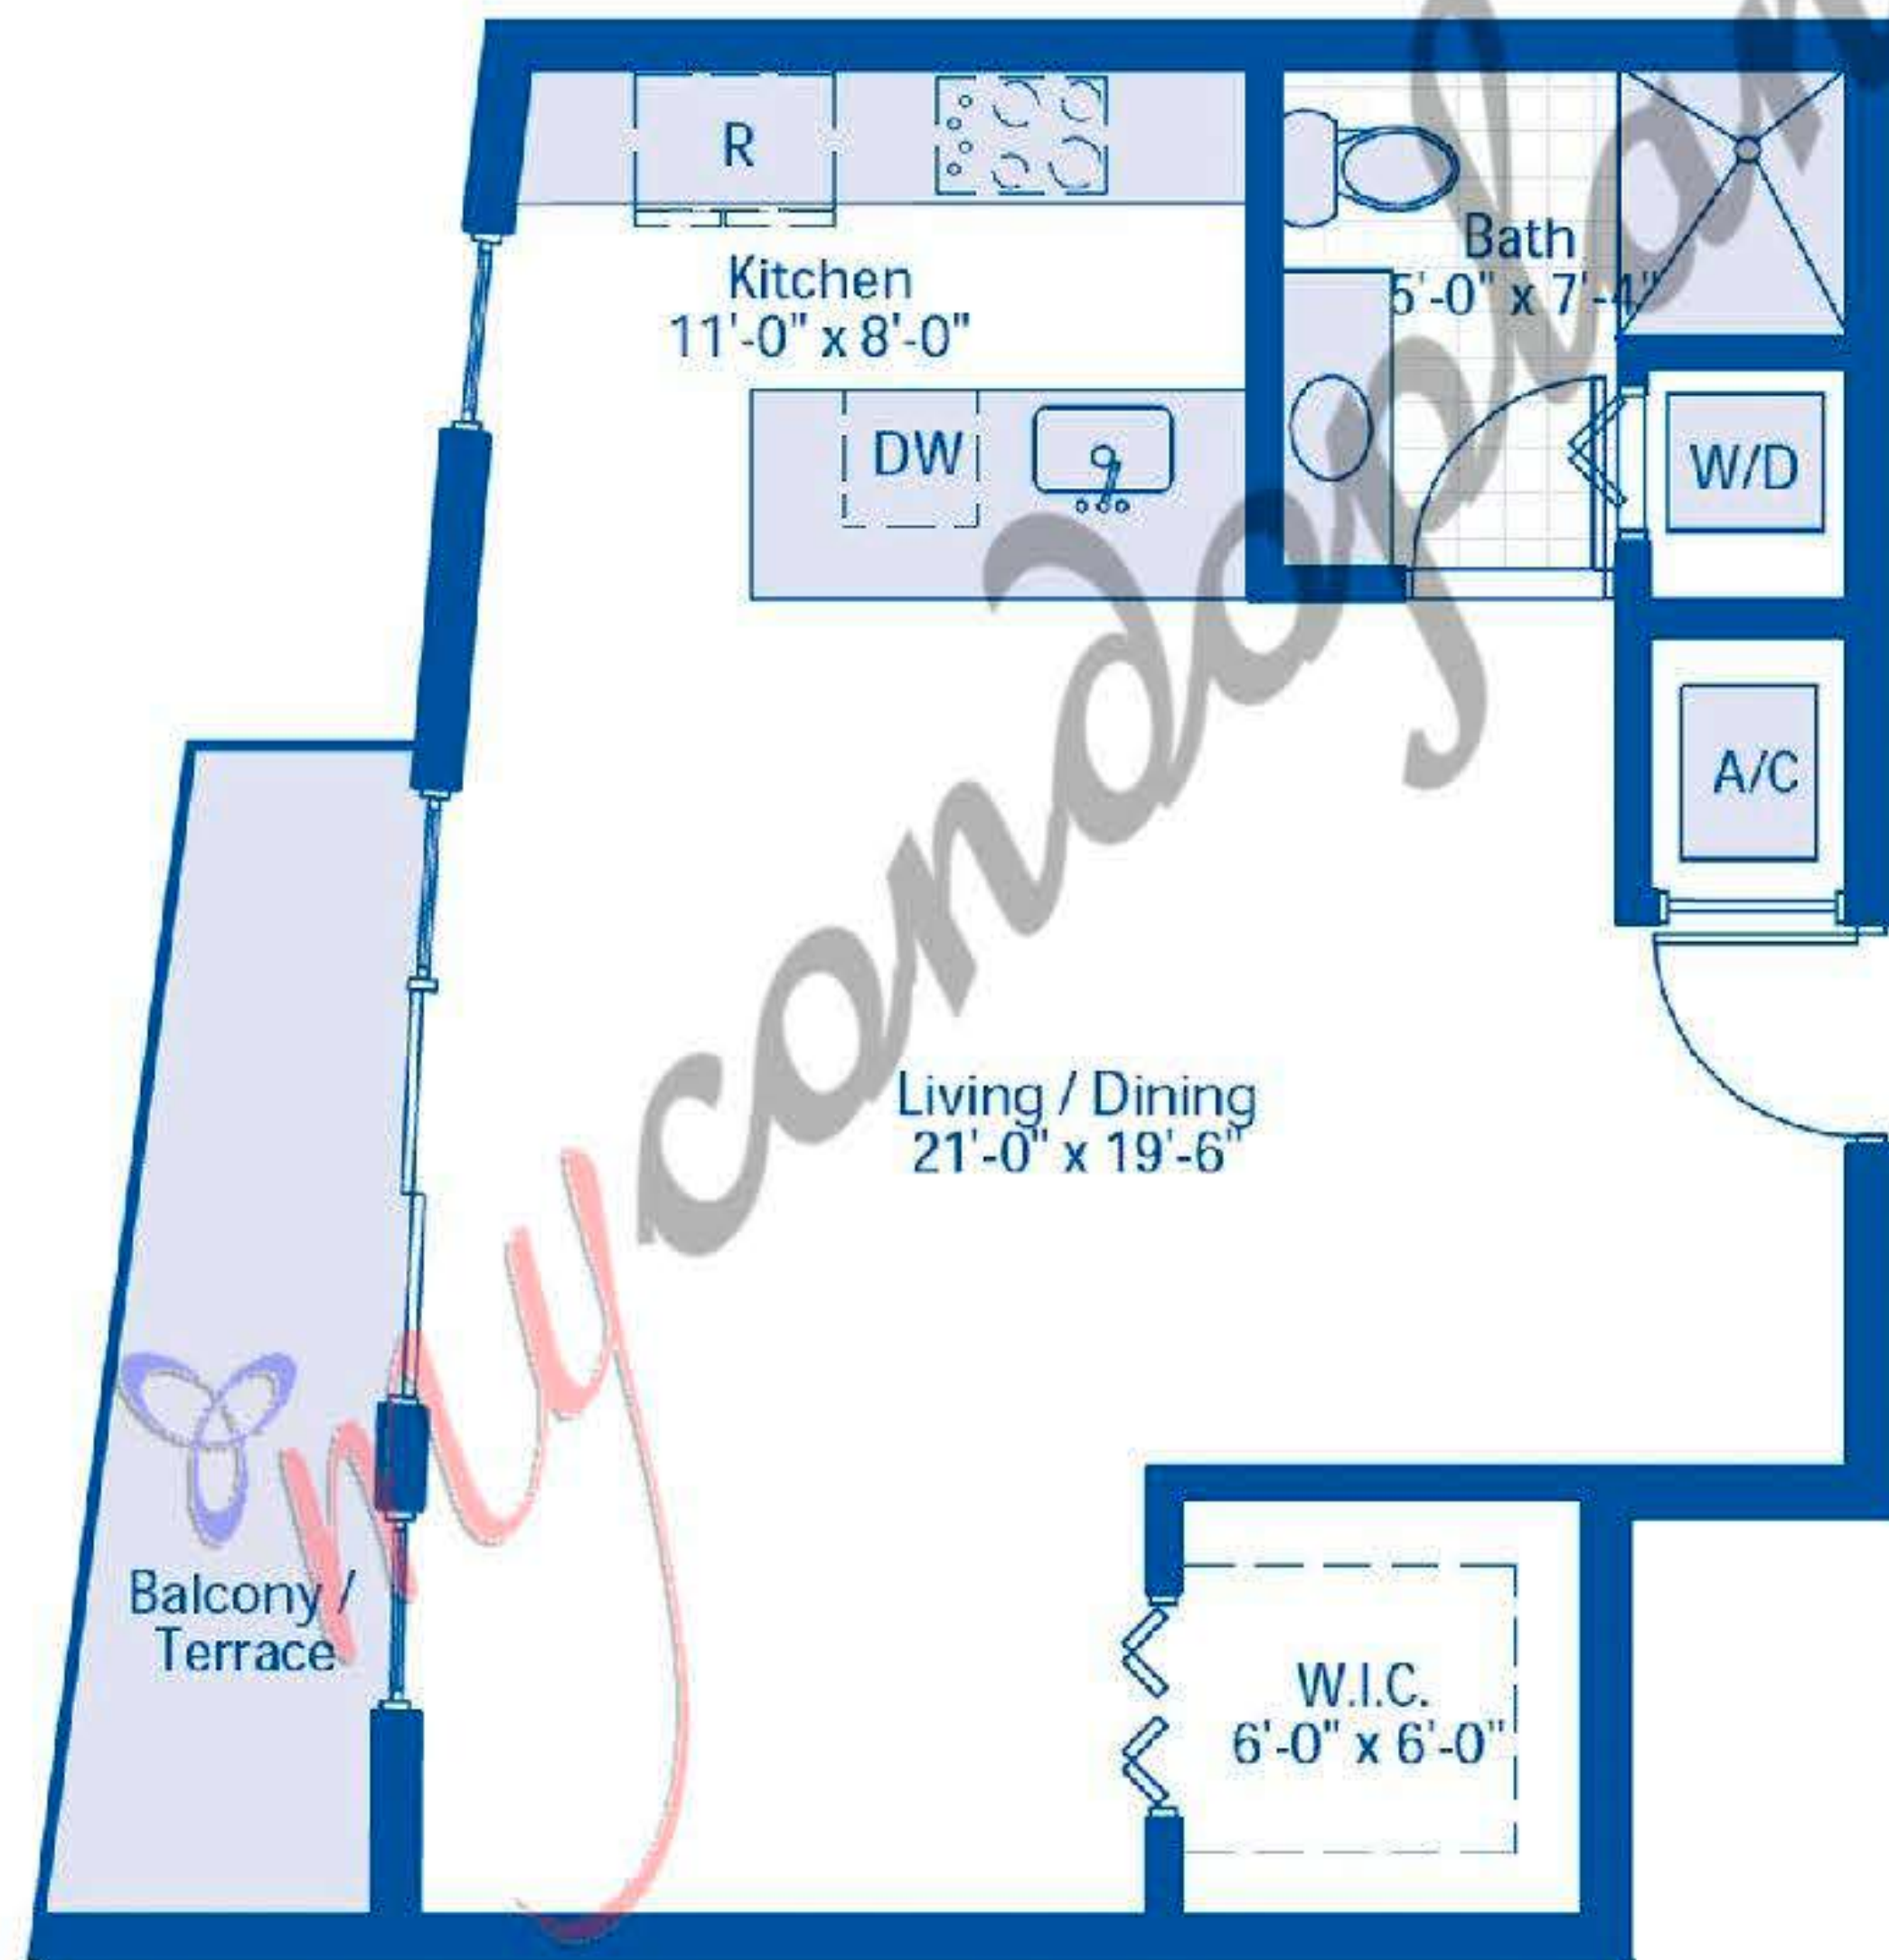 R
Kitchen
11'-0" x 8'-0"
Bath
5'-0" x 7'-4"
DW
W/D
A/C
Living / Dining
21'-0" x 19'-6"
Balcony /
Terrace
W.I.C.
6'-0" x 6'-0"
mycondoplan